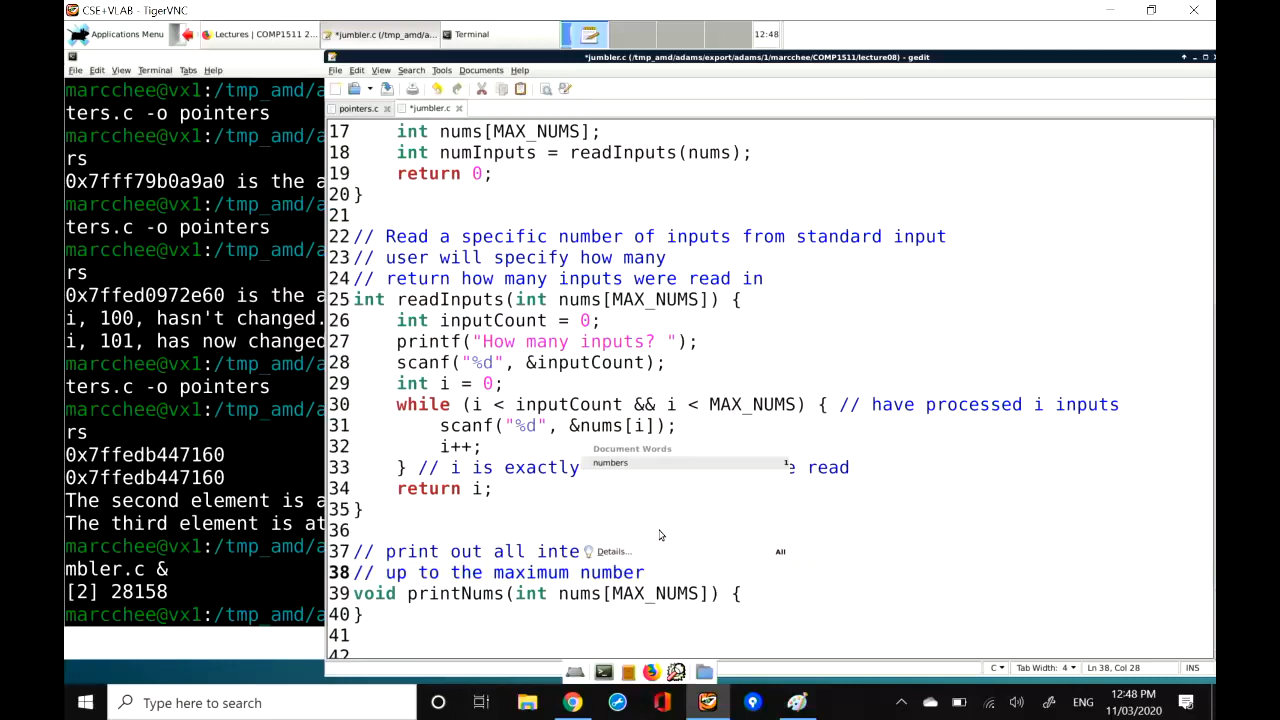 CSE+VLAB - TigerVNC
Applications Menu
Lectures | COMP1511 2...
*jumbler.c (/tmp_amd/a...
Terminal
12:48
*jumbler.c (/tmp_amd/adams/export/adams/1/marcchee/COMP1511/lecture08) - gedit
File Edit View Terminal Tabs Help
File Edit View Search Tools Documents Help
pointers.c
*jumbler.c
marcchee@vx1:/tmp_amd/a
ters.c -o pointers
marcchee@vx1:/tmp_amd/a
rs
0x7fff79b0a9a0 is the a
marcchee@vx1:/tmp_amd/a
ters.c -o pointers
marcchee@vx1:/tmp_amd/a
rs
0x7ffed0972e60 is the a
i, 100, hasn't changed.
i, 101, has now changed
marcchee@vx1:/tmp_amd/a
ters.c -o pointers
marcchee@vx1:/tmp_amd/a
rs
0x7ffedb447160
0x7ffedb447160
The second element is a
The third element is at
marcchee@vx1:/tmp_amd/a
mbler.c &
[2] 28158
marcchee@vx1:/tmp_amd/a
17 int nums[MAX_NUMS];
18 int numInputs = readInputs(nums);
19 return 0;
20 }
21
22 // Read a specific number of inputs from standard input
23 // user will specify how many
24 // return how many inputs were read in
25 int readInputs(int nums[MAX_NUMS]) {
26 int inputCount = 0;
27 printf("How many inputs? ");
28 scanf("%d", &inputCount);
29 int i = 0;
30 while (i < inputCount && i < MAX_NUMS) { // have processed i inputs
31 scanf("%d", &nums[i]);
32 i++;
Document Words
numbers 1
33 } // i is exactly e read
34 return i;
35 }
36
37 // print out all inte
Details... All
38 // up to the maximum number
39 void printNums(int nums[MAX_NUMS]) {
40 }
41
42
C Tab Width: 4 Ln 38, Col 28 INS
Type here to search
ENG
12:48 PM
11/03/2020